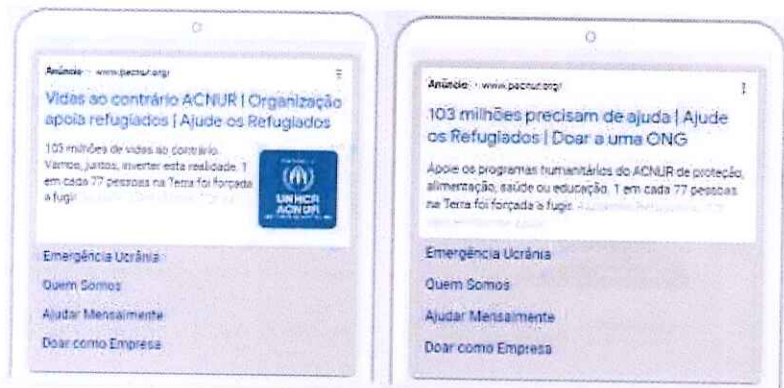 Anúncio · www.pacnur.org/
Vidas ao contrário ACNUR | Organização
apoia refugiados | Ajude os Refugiados
103 milhões de vidas ao contrário.
Vamos, juntos, inverter esta realidade. 1
em cada 77 pessoas na Terra foi forçada
a fugir.
UNHCR
ACNUR
Emergência Ucrânia
Quem Somos
Ajudar Mensalmente
Doar como Empresa
Anúncio · www.pacnur.org/
103 milhões precisam de ajuda | Ajude
os Refugiados | Doar a uma ONG
Apoie os programas humanitários do ACNUR de proteção,
alimentação, saúde ou educação. 1 em cada 77 pessoas
na Terra foi forçada a fugir.
Emergência Ucrânia
Quem Somos
Ajudar Mensalmente
Doar como Empresa